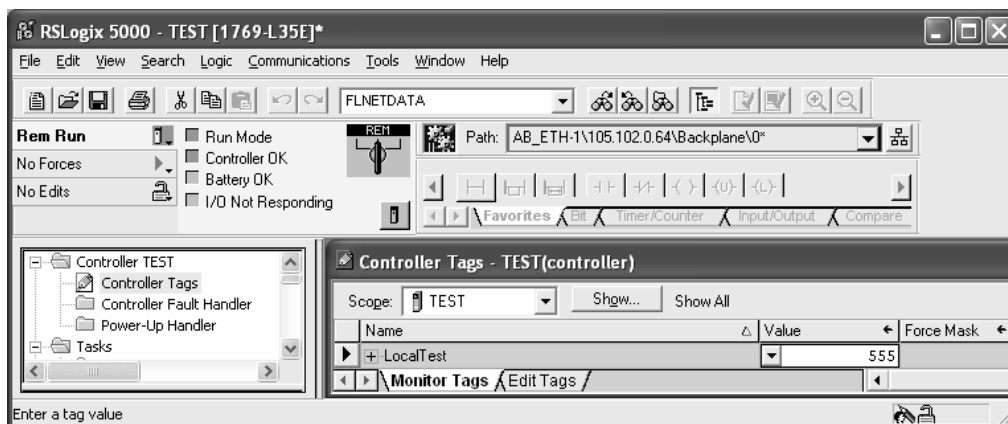 RSLogix 5000 - TEST [1769-L35E]*
File Edit View Search Logic Communications Tools Window Help
FLNETDATA
Rem Run
No Forces
No Edits
Run Mode
Controller OK
Battery OK
I/O Not Responding
REM
Path: AB_ETH-1\105.102.0.64\Backplane\0*
Favorites Bit Timer/Counter Input/Output Compare
Controller TEST
Controller Tags
Controller Fault Handler
Power-Up Handler
Tasks
Controller Tags - TEST(controller)
Scope: TEST Show... Show All
Name Value Force Mask
LocalTest 555
Monitor Tags Edit Tags
Enter a tag value